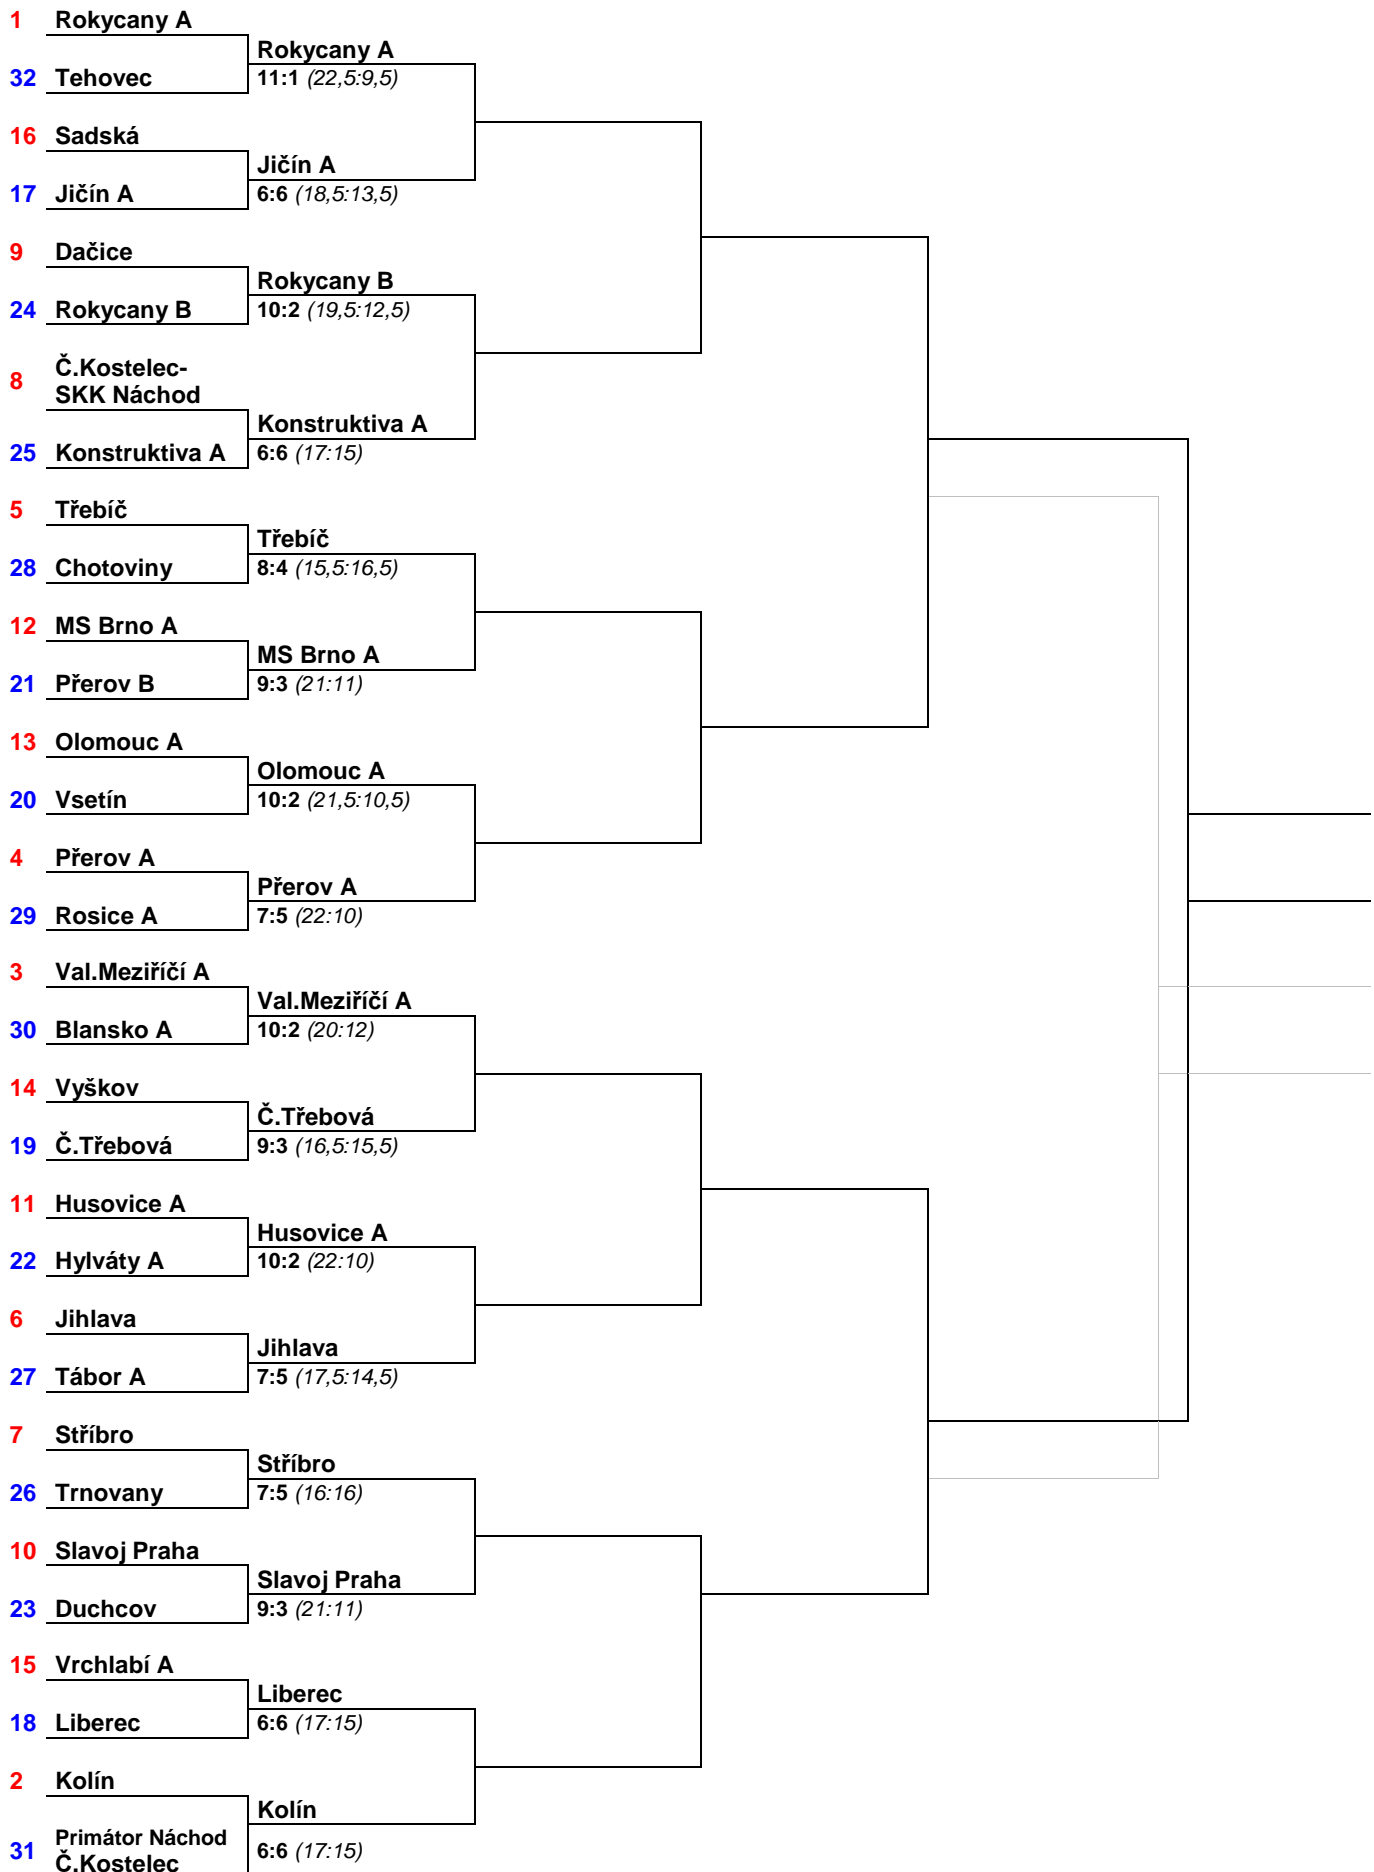 1 Rokycany A
Rokycany A
32 Tehovec
11:1 (22,5:9,5)
16 Sadská
Jičín A
17 Jičín A
6:6 (18,5:13,5)
9 Dačice
Rokycany B
24 Rokycany B
10:2 (19,5:12,5)
8 Č.Kostelec-
SKK Náchod
Konstruktiva A
25 Konstruktiva A
6:6 (17:15)
5 Třebíč
Třebíč
28 Chotoviny
8:4 (15,5:16,5)
12 MS Brno A
MS Brno A
21 Přerov B
9:3 (21:11)
13 Olomouc A
Olomouc A
20 Vsetín
10:2 (21,5:10,5)
4 Přerov A
Přerov A
29 Rosice A
7:5 (22:10)
3 Val.Meziříčí A
Val.Meziříčí A
30 Blansko A
10:2 (20:12)
14 Vyškov
Č.Třebová
19 Č.Třebová
9:3 (16,5:15,5)
11 Husovice A
Husovice A
22 Hylváty A
10:2 (22:10)
6 Jihlava
Jihlava
27 Tábor A
7:5 (17,5:14,5)
7 Stříbro
Stříbro
26 Trnovany
7:5 (16:16)
10 Slavoj Praha
Slavoj Praha
23 Duchcov
9:3 (21:11)
15 Vrchlabí A
Liberec
18 Liberec
6:6 (17:15)
2 Kolín
Kolín
31 Primátor Náchod
Č.Kostelec
6:6 (17:15)